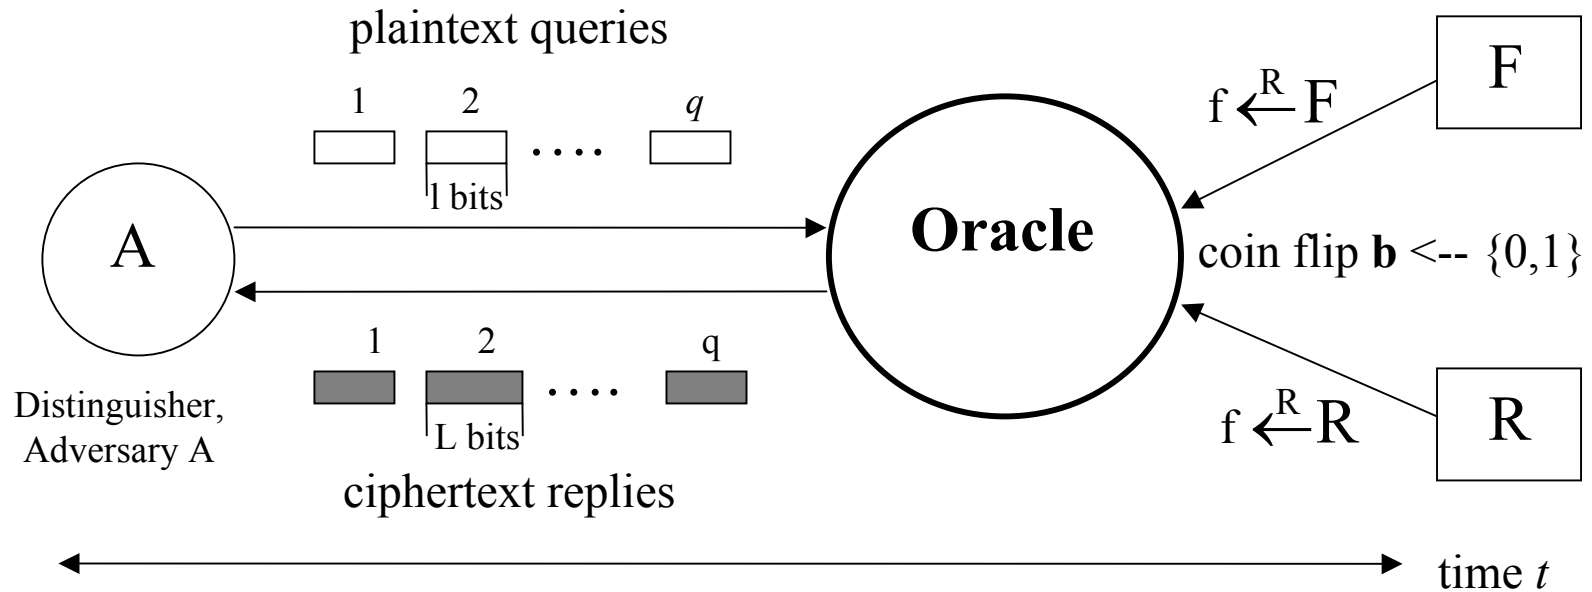 plaintext queries
1 2 q
. . . .
l bits
A
Distinguisher,
Adversary A
1 2 q
. . . .
L bits
ciphertext replies
Oracle
F
f ←R F
coin flip b <-- {0,1}
f ←R R
R
time t